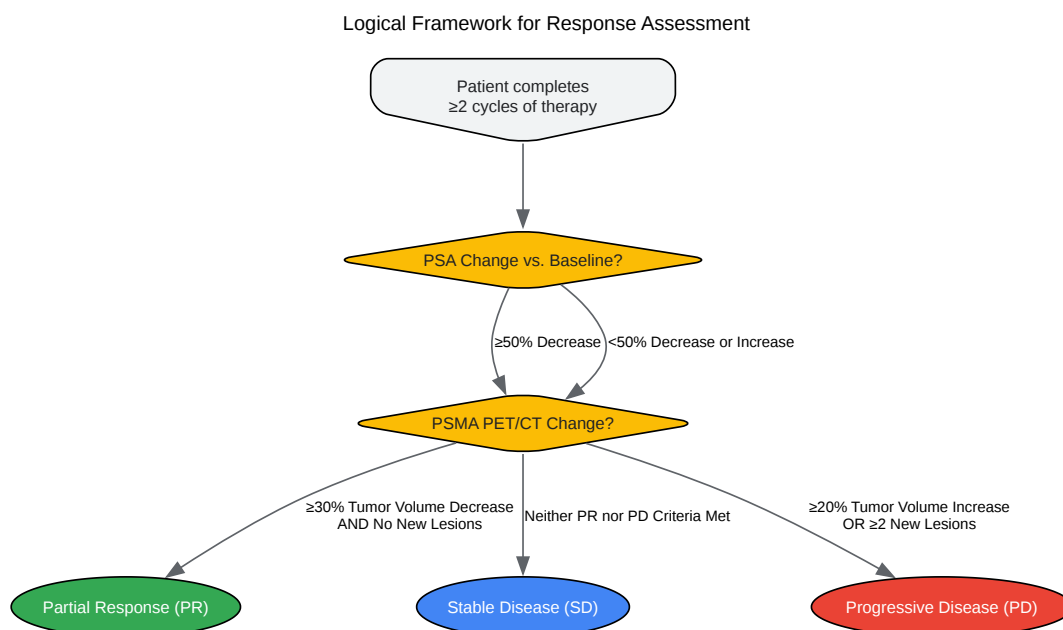 Logical Framework for Response Assessment
Patient completes
≥2 cycles of therapy
PSA Change vs. Baseline?
≥50% Decrease
<50% Decrease or Increase
PSMA PET/CT Change?
≥30% Tumor Volume Decrease
AND No New Lesions
Neither PR nor PD Criteria Met
≥20% Tumor Volume Increase
OR ≥2 New Lesions
Partial Response (PR)
Stable Disease (SD)
Progressive Disease (PD)